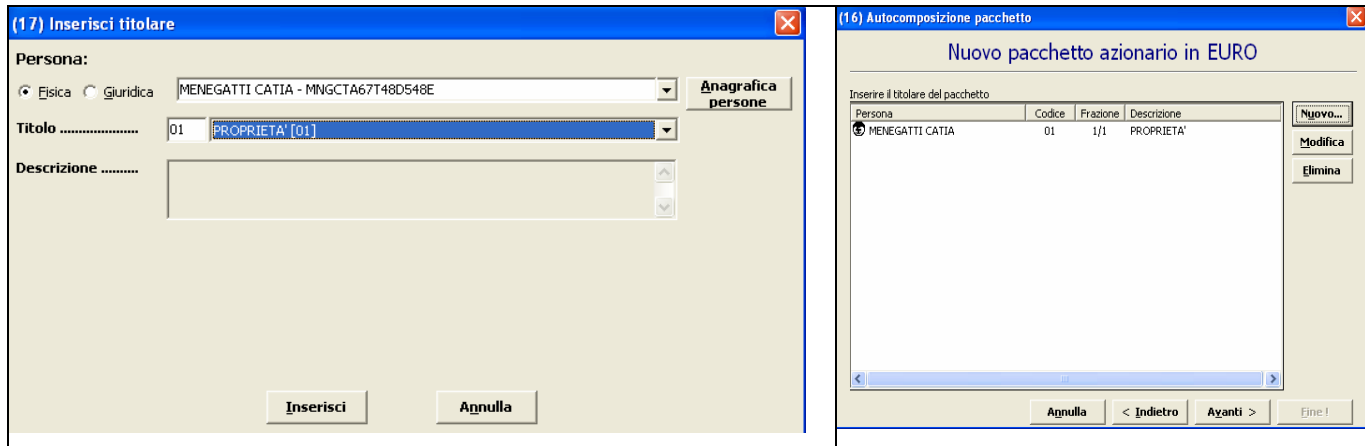 (17) Inserisci titolare
Persona:
Fisica Giuridica MENEGATTI CATIA - MNGCTA67T48D548E Anagrafica persone
Titolo ..................... 01 PROPRIETA' [01]
Descrizione ..........
Inserisci Annulla
(16) Autocomposizione pacchetto
Nuovo pacchetto azionario in EURO
Inserire il titolare del pacchetto
Persona Codice Frazione Descrizione
MENEGATTI CATIA 01 1/1 PROPRIETA'
Nuovo...
Modifica
Elimina
Annulla < Indietro Avanti > Fine !